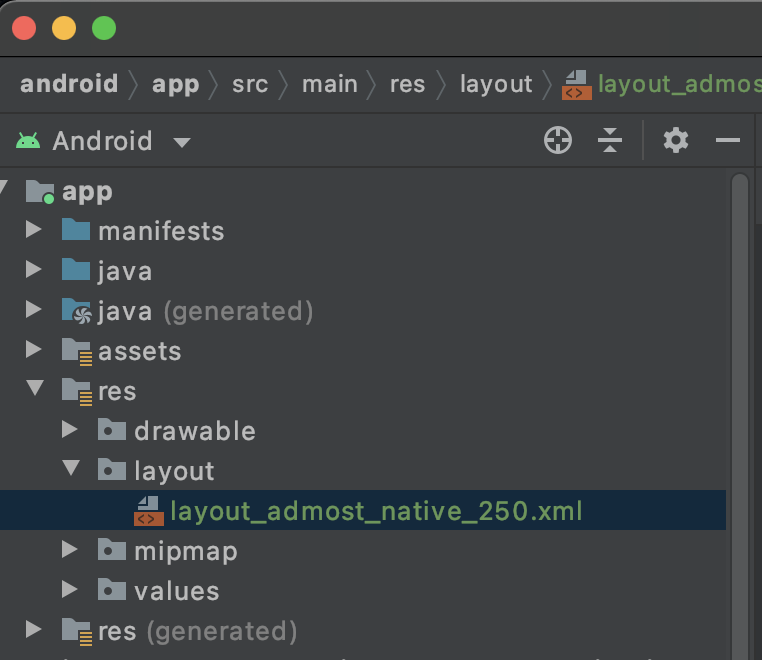 android app src main res layout layout_admos
Android
app
manifests
java
java (generated)
assets
res
drawable
layout
layout_admost_native_250.xml
mipmap
values
res (generated)